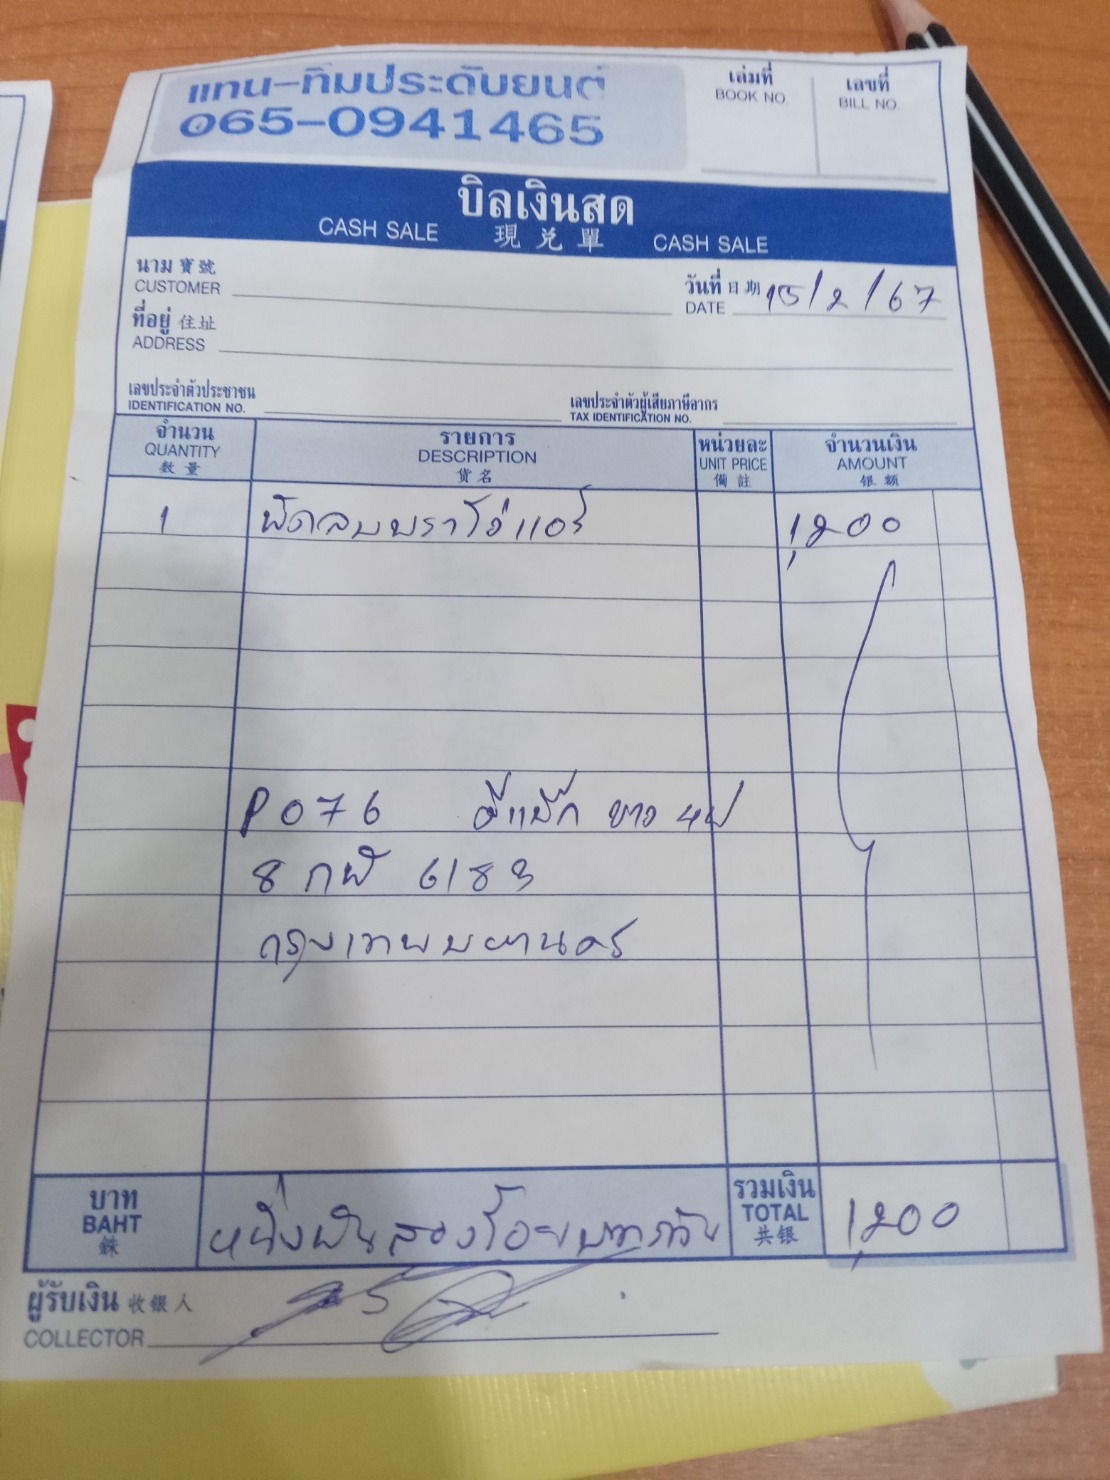 แทน-ทิมประดับยนต์
065-0941465
เล่มที่
BOOK NO.
เลขที่
BILL NO.
บิลเงินสด
CASH SALE 現兑單 CASH SALE
นาม 寳號
CUSTOMER
วันที่ 日期 15/2/67
DATE
ที่อยู่ 住址
ADDRESS
เลขประจำตัวประชาชน
IDENTIFICATION NO.
เลขประจำตัวผู้เสียภาษีอากร
TAX IDENTIFICATION NO.
จำนวน รายการ หน่วยละ จำนวนเงิน
QUANTITY DESCRIPTION UNIT PRICE AMOUNT
数量 货名 備註 银额
1 พัดลมบราโว่แอร์ 1,200
P076 ดีแม็ก ขาว 4ป
8 กฬ 6183
กรุงเทพมหานคร
บาท
BAHT
銖
หนึ่งพันสองร้อยบาทถ้วน
รวมเงิน
TOTAL
共银
1,200
ผู้รับเงิน 收银人
COLLECTOR